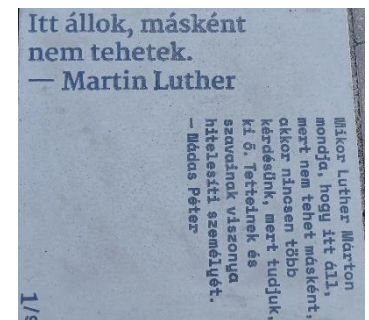 Itt állok, másként
nem tehetek.
— Martin Luther
Mikor Luther Márton
mondja, hogy itt áll,
mert nem tehet másként,
akkor nincsen több
kérdésünk, mert tudjuk,
ki ő. Tetteinek és
szavainak viszonya
hitelesíti személyét.
— Nádas Péter